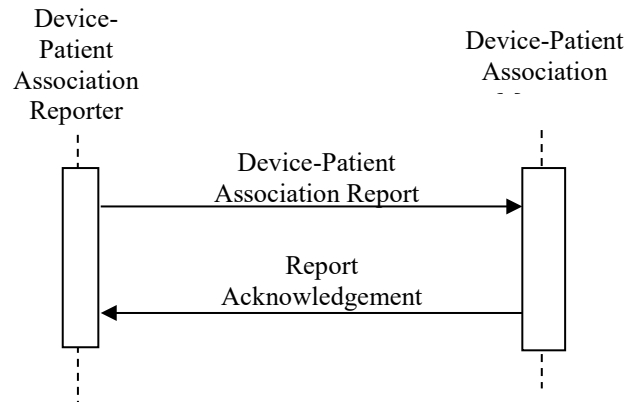 Device-
Patient
Association
Reporter
Device-Patient
Association
Device-Patient
Association Report
Report
Acknowledgement